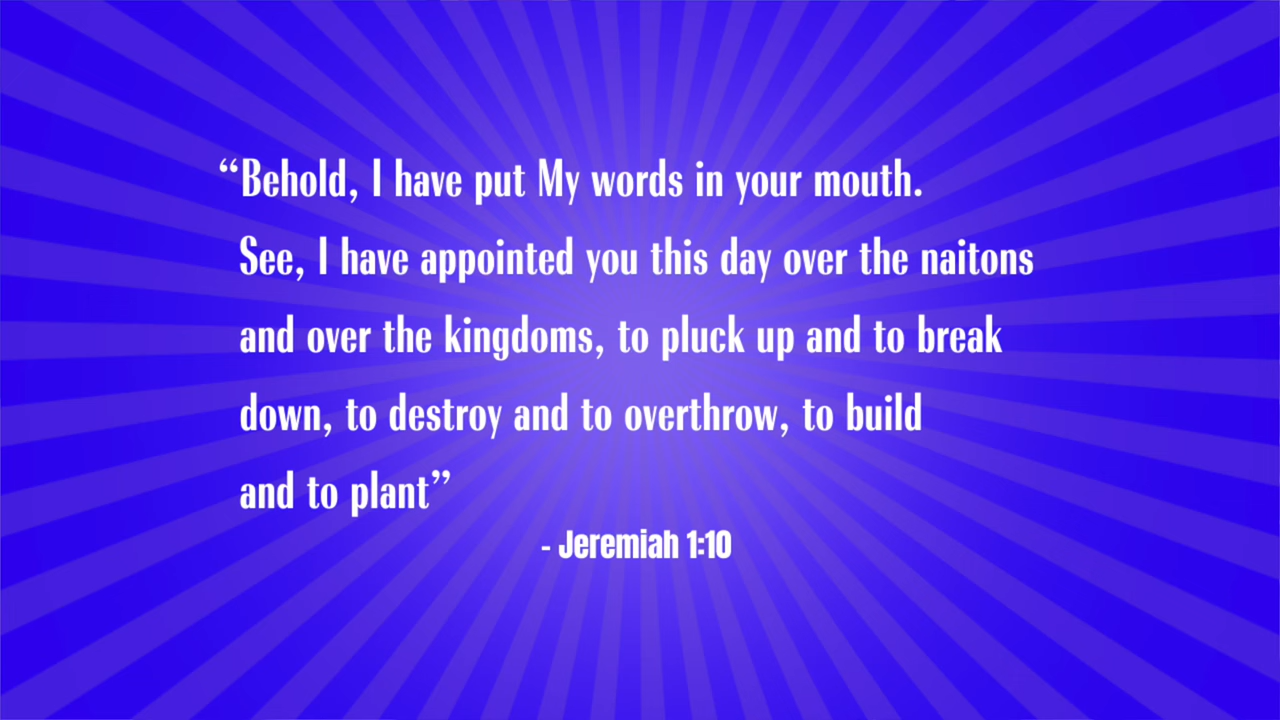 “Behold, I have put My words in your mouth.
See, I have appointed you this day over the naitons
and over the kingdoms, to pluck up and to break
down, to destroy and to overthrow, to build
and to plant”
- Jeremiah 1:10